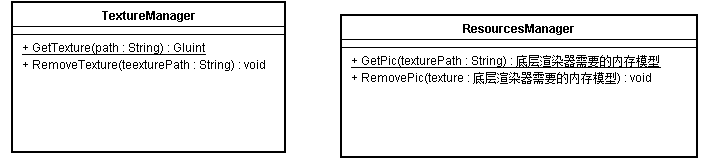 TextureManager
+ GetTexture(path : String) : Gluint
+ RemoveTexture(teexturePath : String) : void
ResourcesManager
+ GetPic(texturePath : String) : 底层渲染器需要的内存模型
+ RemovePic(texture : 底层渲染器需要的内存模型) : void